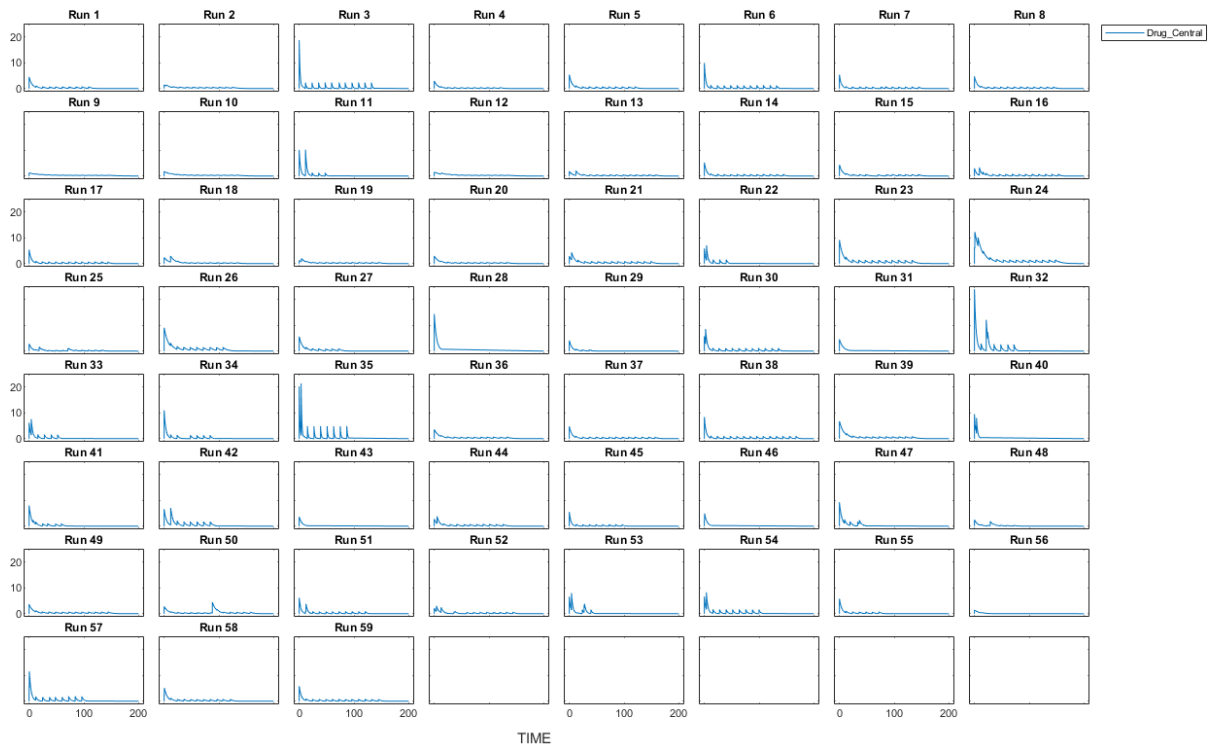 Run 1 Run 2 Run 3 Run 4 Run 5 Run 6 Run 7 Run 8
Drug_Central
20
10
0
Run 9 Run 10 Run 11 Run 12 Run 13 Run 14 Run 15 Run 16
Run 17 Run 18 Run 19 Run 20 Run 21 Run 22 Run 23 Run 24
20
10
0
Run 25 Run 26 Run 27 Run 28 Run 29 Run 30 Run 31 Run 32
Run 33 Run 34 Run 35 Run 36 Run 37 Run 38 Run 39 Run 40
20
10
0
Run 41 Run 42 Run 43 Run 44 Run 45 Run 46 Run 47 Run 48
Run 49 Run 50 Run 51 Run 52 Run 53 Run 54 Run 55 Run 56
20
10
0
Run 57 Run 58 Run 59
0 100 200 0 100 200 0 100 200 0 100 200
TIME